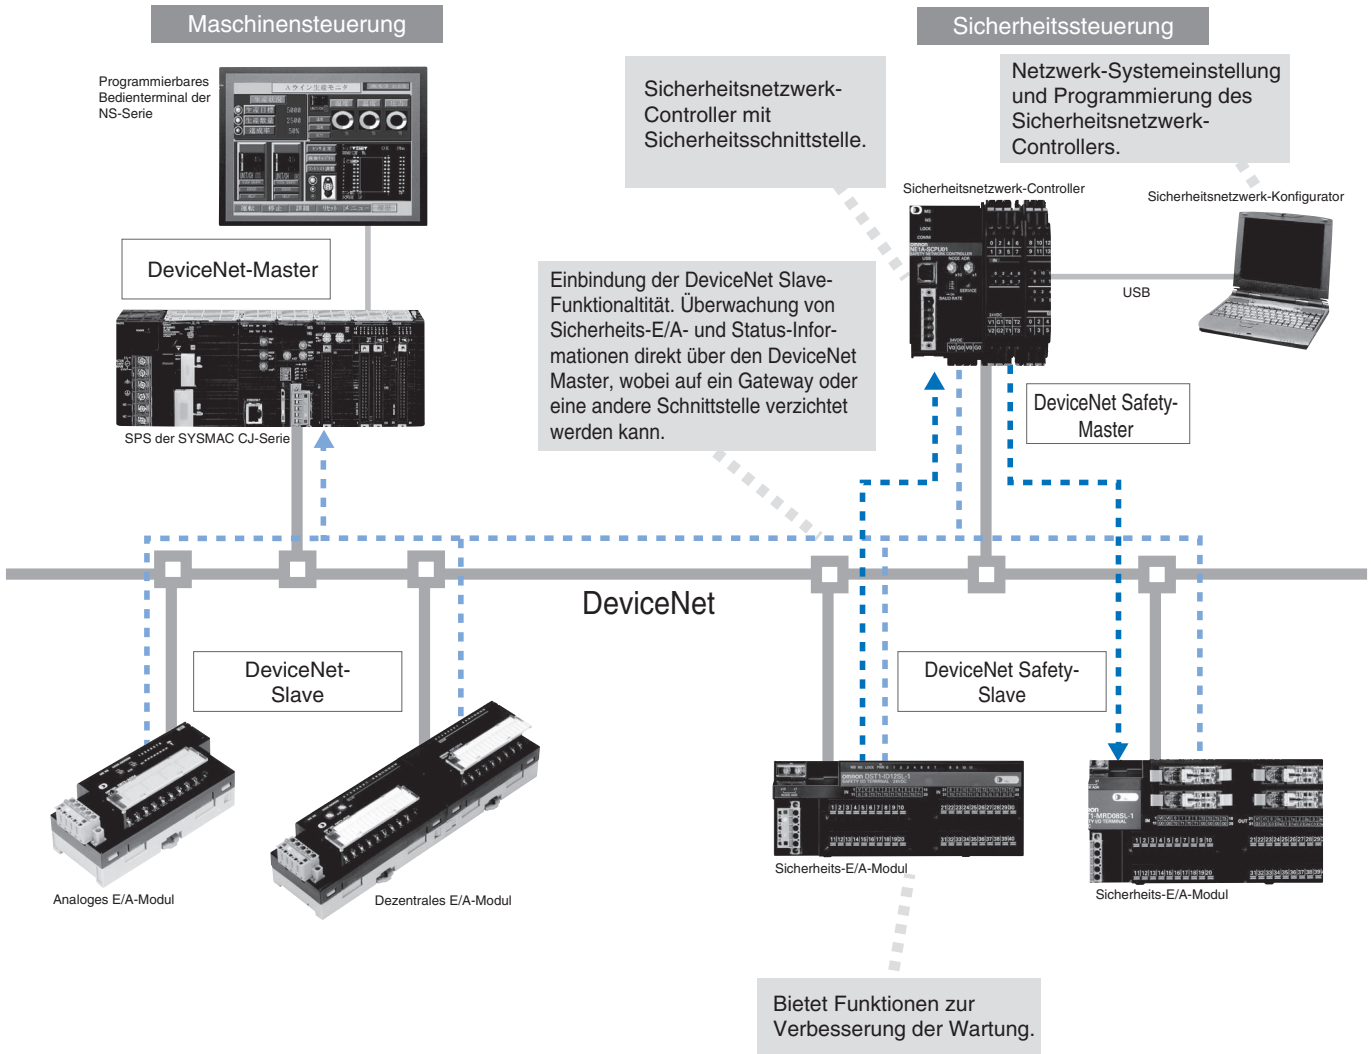 Maschinensteuerung
Sicherheitssteuerung
Programmierbares
Bedienterminal der
NS-Serie
Sicherheitsnetzwerk-
Controller mit
Sicherheitsschnittstelle.
Netzwerk-Systemeinstellung
und Programmierung des
Sicherheitsnetzwerk-
Controllers.
Sicherheitsnetzwerk-Controller
Sicherheitsnetzwerk-Konfigurator
DeviceNet-Master
Einbindung der DeviceNet Slave-
Funktionaltität. Überwachung von
Sicherheits-E/A- und Status-Infor-
mationen direkt über den DeviceNet
Master, wobei auf ein Gateway oder
eine andere Schnittstelle verzichtet
werden kann.
USB
SPS der SYSMAC CJ-Serie
DeviceNet Safety-
Master
DeviceNet
DeviceNet-
Slave
DeviceNet Safety-
Slave
Analoges E/A-Modul
Dezentrales E/A-Modul
Sicherheits-E/A-Modul
Sicherheits-E/A-Modul
Bietet Funktionen zur
Verbesserung der Wartung.